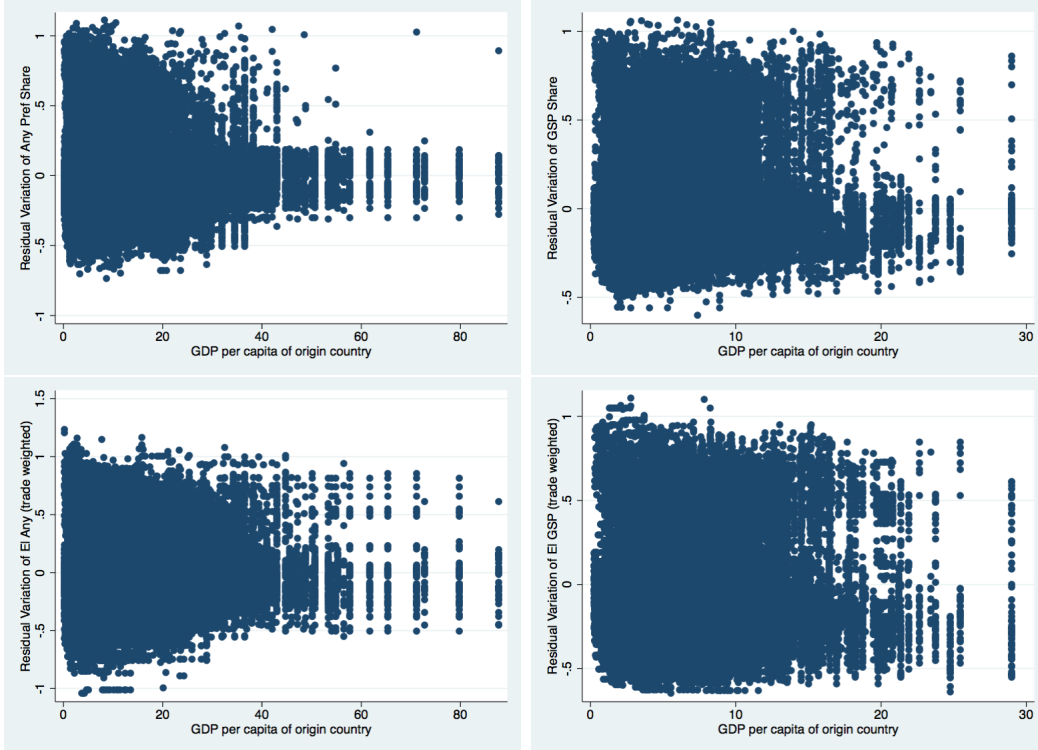 Residual Variation of Any Pref Share
1
.5
0
-.5
-1
0 20 40 60 80
GDP per capita of origin country
Residual Variation of GSP Share
1
.5
0
-.5
0 10 20 30
GDP per capita of origin country
Residual Variation of EI Any (trade weighted)
1.5
1
.5
0
-.5
-1
0 20 40 60 80
GDP per capita of origin country
Residual Variation of EI GSP (trade weighted)
1
.5
0
-.5
0 10 20 30
GDP per capita of origin country